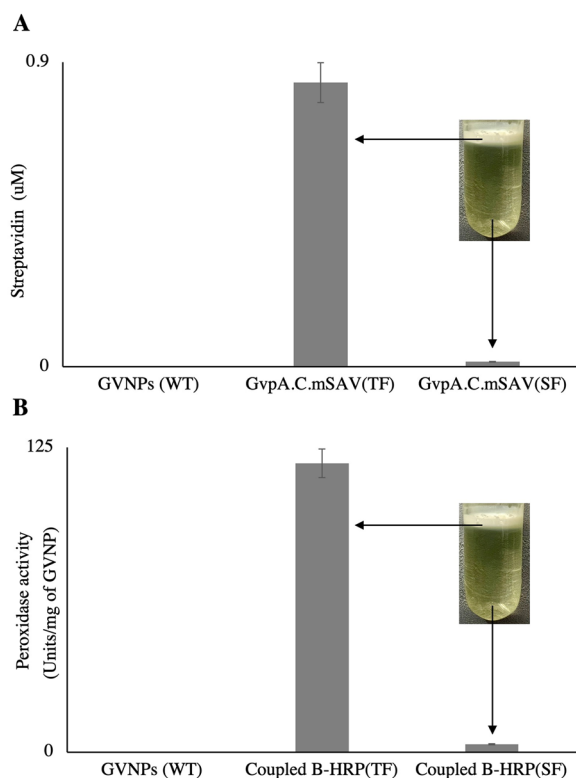 A
0.9
Streptavidin (uM)
0
GVNPs (WT) GvpA.C.mSAV(TF) GvpA.C.mSAV(SF)
B
125
Peroxidase activity
(Units/mg of GVNP)
0
GVNPs (WT) Coupled B-HRP(TF) Coupled B-HRP(SF)